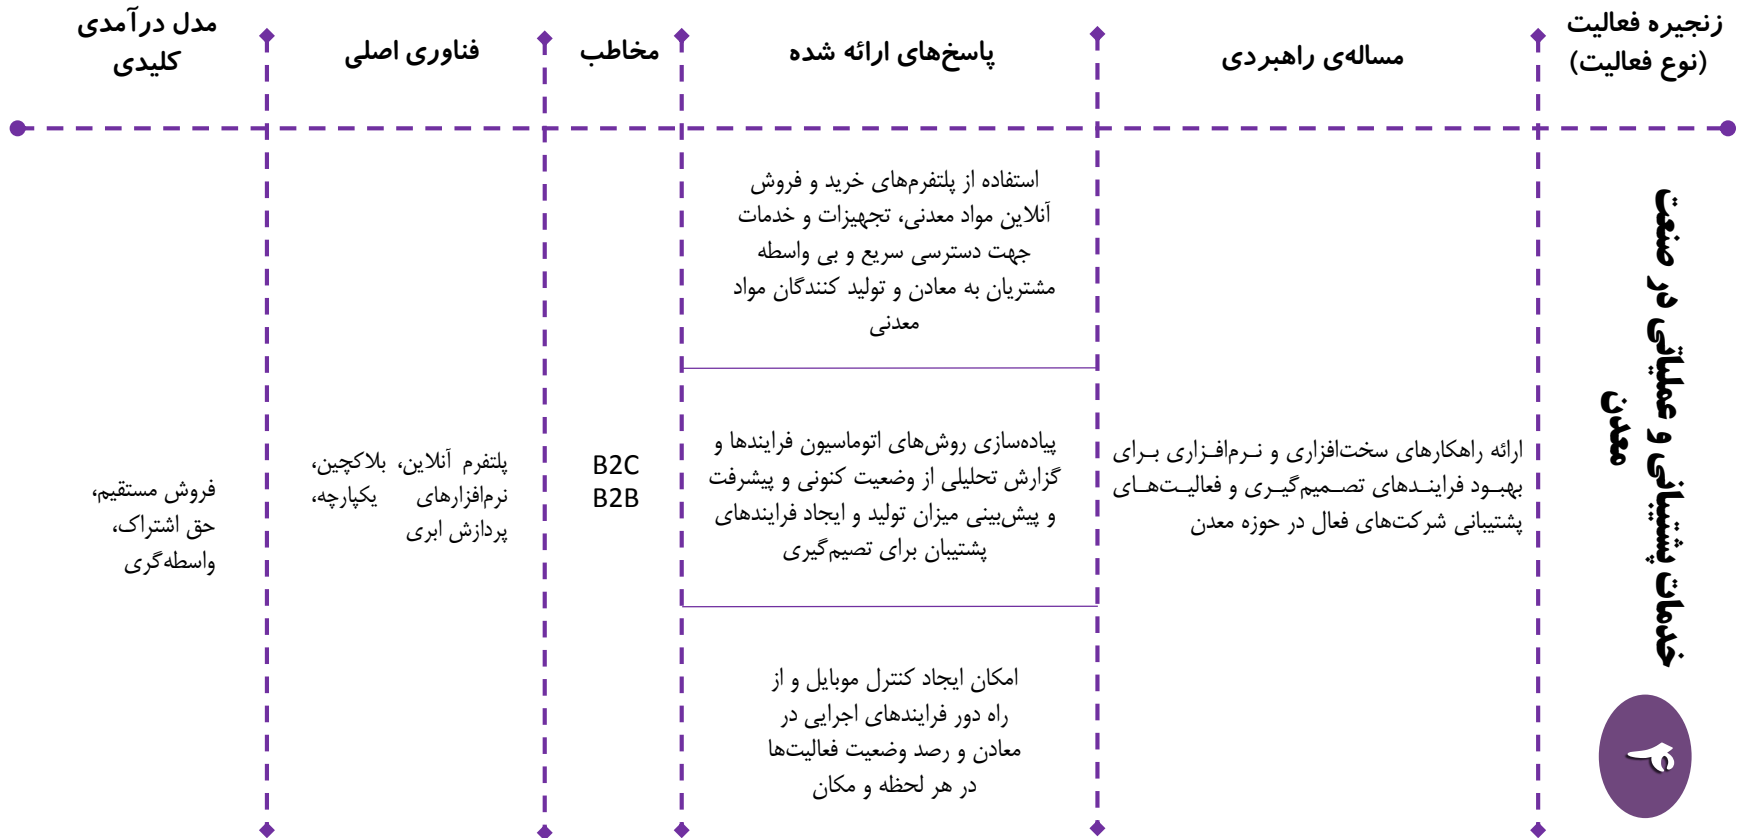 زنجیره فعالیت
(نوع فعالیت)
مساله‌ی راهبردی
پاسخ‌های ارائه شده
مخاطب
فناوری اصلی
مدل درآمدی
کلیدی
خدمات پشتیبانی و عملیاتی در صنعت
معدن
۴
ارائه راهکارهای سخت‌افزاری و نرم‌افزاری برای
بهبود فرایندهای تصمیم‌گیری و فعالیت‌های
پشتیبانی شرکت‌های فعال در حوزه معدن
استفاده از پلتفرم‌های خرید و فروش
آنلاین مواد معدنی، تجهیزات و خدمات
جهت دسترسی سریع و بی واسطه
مشتریان به معادن و تولید کنندگان مواد
معدنی
پیاده‌سازی روش‌های اتوماسیون فرایندها و
گزارش تحلیلی از وضعیت کنونی و پیشرفت
و پیش‌بینی میزان تولید و ایجاد فرایندهای
پشتیبان برای تصیم‌گیری
امکان ایجاد کنترل موبایل و از
راه دور فرایندهای اجرایی در
معادن و رصد وضعیت فعالیت‌ها
در هر لحظه و مکان
B2C
B2B
پلتفرم آنلاین، بلاکچین،
نرم‌افزارهای یکپارچه،
پردازش ابری
فروش مستقیم،
حق اشتراک،
واسطه‌گری